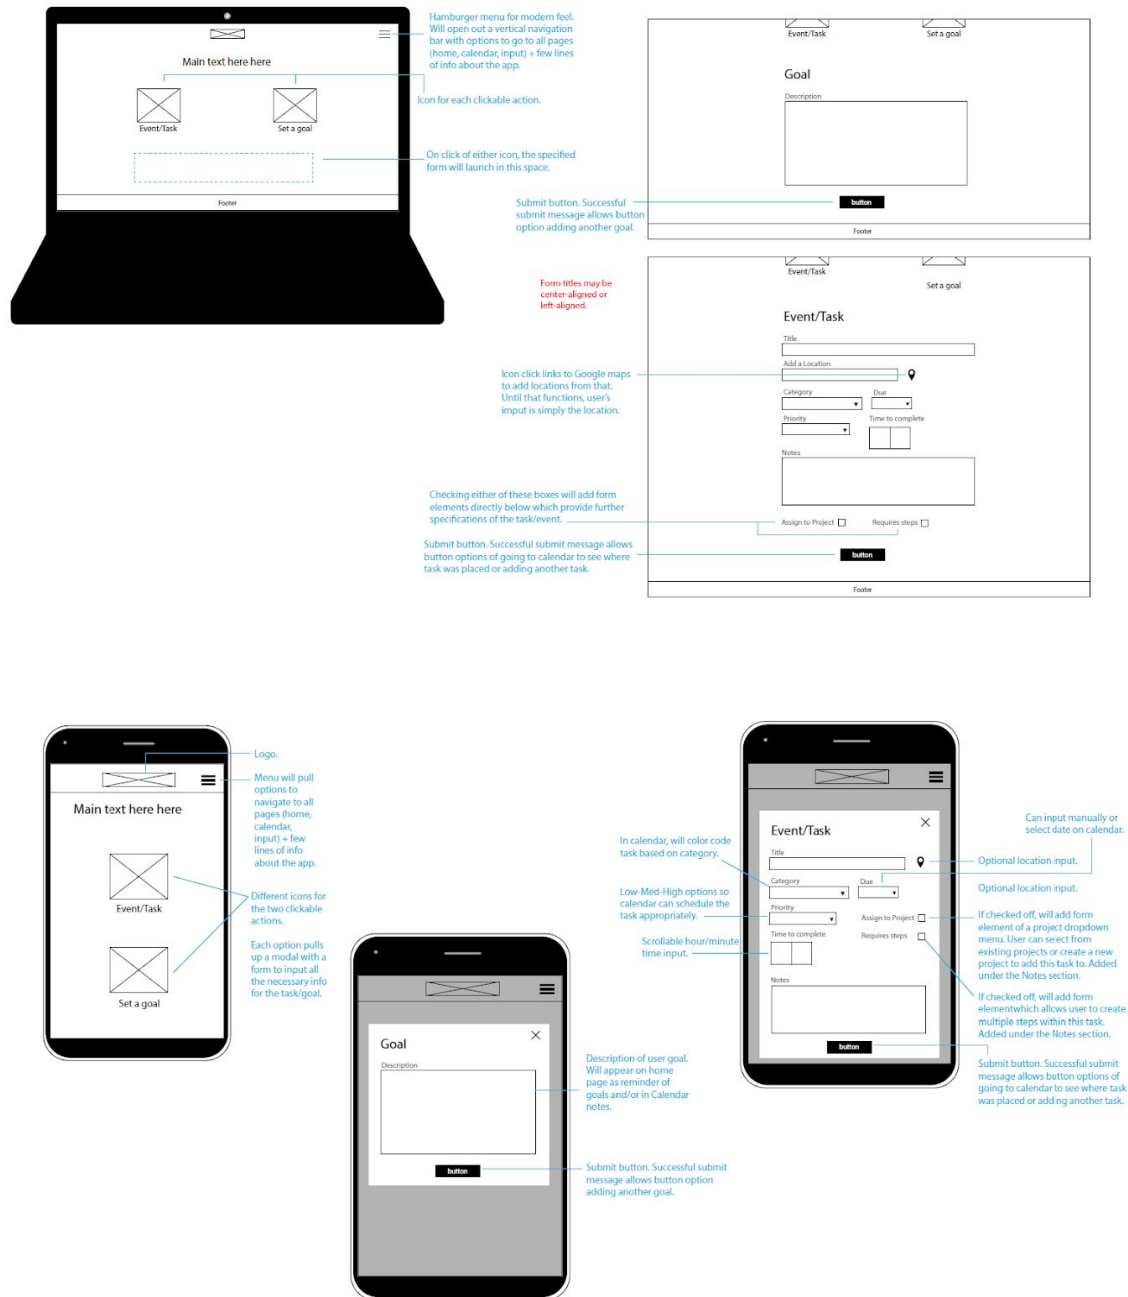 Hamburger menu for modern feel.
Will open out a vertical navigation
bar with options to go to all pages
(home, calendar, input) + few lines
of info about the app.
Main text here here
Icon for each clickable action.
Event/Task
Set a goal
On click of either icon, the specified
form will launch in this space.
Footer
Event/Task
Set a goal
Goal
Description
Submit button. Successful
submit message allows button
option adding another goal.
button
Footer
Form titles may be
center-aligned or
left-aligned.
Event/Task
Set a goal
Event/Task
Title
Add a Location
Icon click links to Google maps
to add locations from that.
Until that functions, user's
imput is simply the location.
Category
Due
Priority
Time to complete
Notes
Checking either of these boxes will add form
elements directly below which provide further
specifications of the task/event.
Assign to Project
Requires steps
Submit button. Successful submit message allows
button options of going to calendar to see where
task was placed or adding another task.
button
Footer
Logo.
Menu will pull
options to
navigate to all
pages (home,
calendar,
input) + few
lines of info
about the app.
Main text here here
Event/Task
Different icons for
the two clickable
actions.
Each option pulls
up a modal with a
form to input all
the necessary info
for the task/goal.
Set a goal
Goal
Description
Description of user goal.
Will appear on home
page as reminder of
goals and/or in Calendar
notes.
button
Submit button. Successful submit
message allows button option
adding another goal.
In calendar, will color code
task based on category.
Low-Med-High options so
calendar can schedule the
task appropriately.
Scrollable hour/minute
time input.
Event/Task
Title
Category
Due
Priority
Assign to Project
Time to complete
Requires steps
Notes
button
Can input manually or
select date on calendar.
Optional location input.
Optional location input.
If checked off, will add form
element of a project dropdown
menu. User can select from
existing projects or create a new
project to add this task to. Added
under the Notes section.
If checked off, will add form
elementwhich allows user to create
multiple steps within this task.
Added under the Notes section.
Submit button. Successful submit
message allows button options of
going to calendar to see where task
was placed or adding another task.